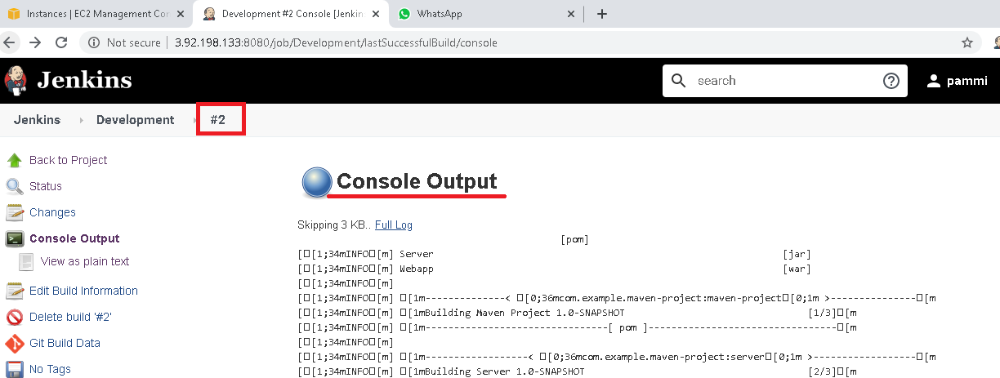 Instances | EC2 Management Con
Development #2 Console [Jenkin
WhatsApp
Not secure | 3.92.198.133:8080/job/Development/lastSuccessfulBuild/console
Jenkins
search
pammi
Jenkins
Development
#2
Back to Project
Status
Changes
Console Output
View as plain text
Edit Build Information
Delete build '#2'
Git Build Data
No Tags
Console Output
Skipping 3 KB.. Full Log
[pom]
[□[1;34mINFO□[m] Server [jar]
[□[1;34mINFO□[m] Webapp [war]
[□[1;34mINFO□[m]
[□[1;34mINFO□[m] □[1m--------------< □[0;36mcom.example.maven-project:maven-project□[0;1m >---------------□[m
[□[1;34mINFO□[m] □[1mBuilding Maven Project 1.0-SNAPSHOT [1/3]□[m
[□[1;34mINFO□[m] □[1m--------------------------------[ pom ]---------------------------------□[m
[□[1;34mINFO□[m]
[□[1;34mINFO□[m] □[1m------------------< □[0;36mcom.example.maven-project:server□[0;1m >-------------------□[m
[□[1;34mINFO□[m] □[1mBuilding Server 1.0-SNAPSHOT [2/3]□[m